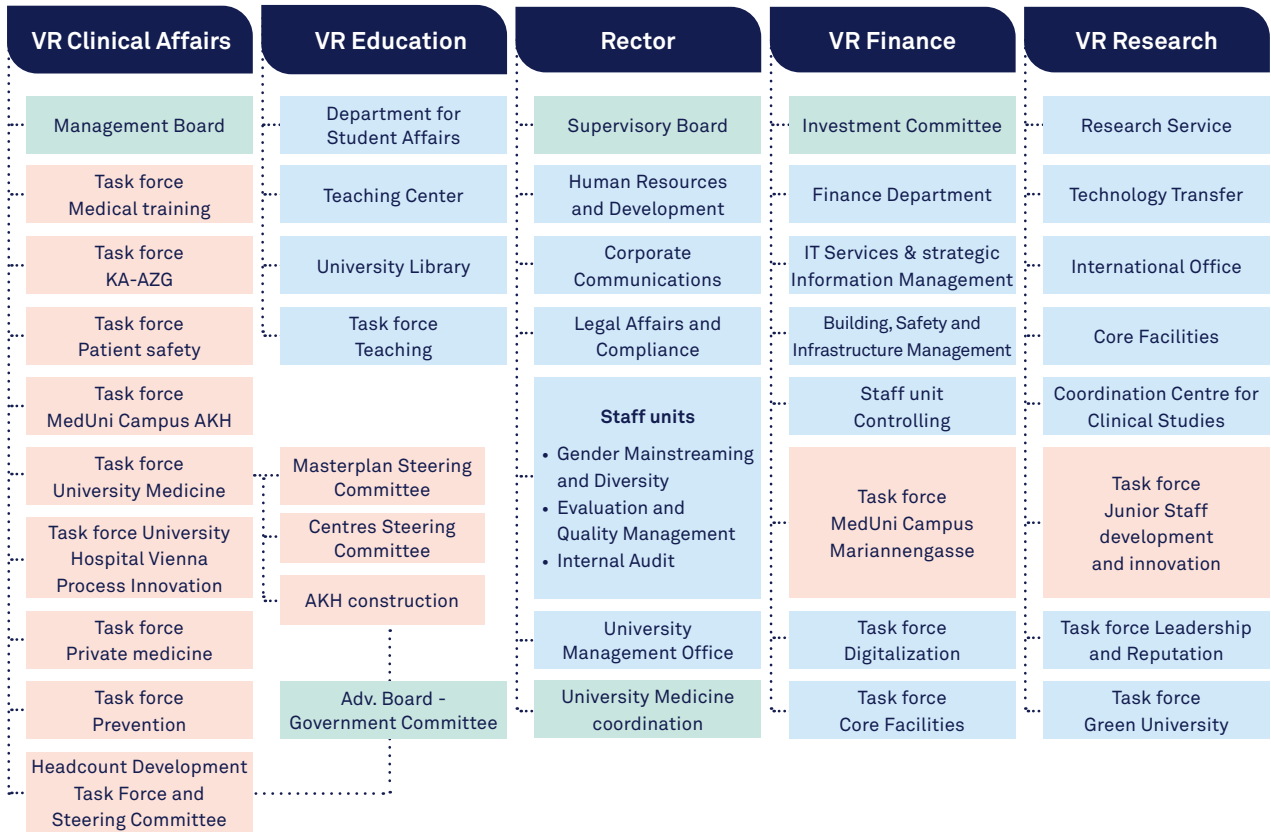 VR Clinical Affairs
Management Board
Task force
Medical training
Task force
KA-AZG
Task force
Patient safety
Task force
MedUni Campus AKH
Task force
University Medicine
Task force University
Hospital Vienna
Process Innovation
Task force
Private medicine
Task force
Prevention
Headcount Development
Task Force and
Steering Committee
VR Education
Department for
Student Affairs
Teaching Center
University Library
Task force
Teaching
Masterplan Steering
Committee
Centres Steering
Committee
AKH construction
Adv. Board -
Government Committee
Rector
Supervisory Board
Human Resources
and Development
Corporate
Communications
Legal Affairs and
Compliance
Staff units
• Gender Mainstreaming
and Diversity
• Evaluation and
Quality Management
• Internal Audit
University
Management Office
University Medicine
coordination
VR Finance
Investment Committee
Finance Department
IT Services & strategic
Information Management
Building, Safety and
Infrastructure Management
Staff unit
Controlling
Task force
MedUni Campus
Mariannengasse
Task force
Digitalization
Task force
Core Facilities
VR Research
Research Service
Technology Transfer
International Office
Core Facilities
Coordination Centre for
Clinical Studies
Task force
Junior Staff
development
and innovation
Task force Leadership
and Reputation
Task force
Green University